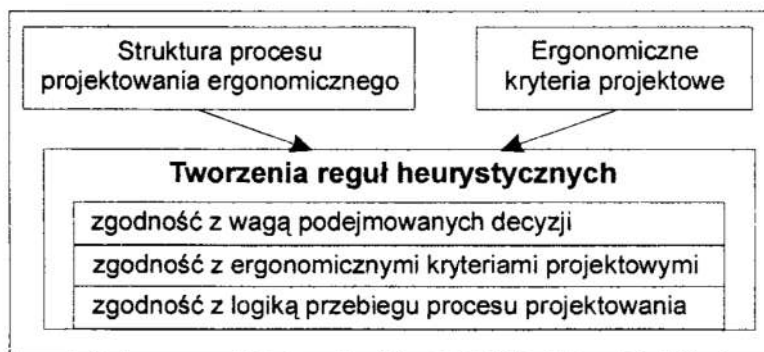 Struktura procesu
projektowania ergonomicznego
Ergonomiczne
kryteria projektowe
Tworzenia reguł heurystycznych
zgodność z wagą podejmowanych decyzji
zgodność z ergonomicznymi kryteriami projektowymi
zgodność z logiką przebiegu procesu projektowania